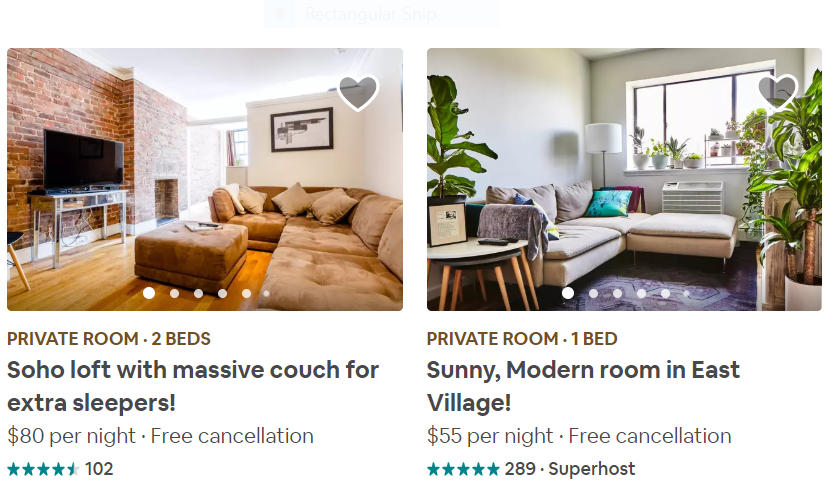 Rectangular Snip
PRIVATE ROOM · 2 BEDS
Soho loft with massive couch for
extra sleepers!
$80 per night · Free cancellation
102
PRIVATE ROOM · 1 BED
Sunny, Modern room in East
Village!
$55 per night · Free cancellation
289 · Superhost